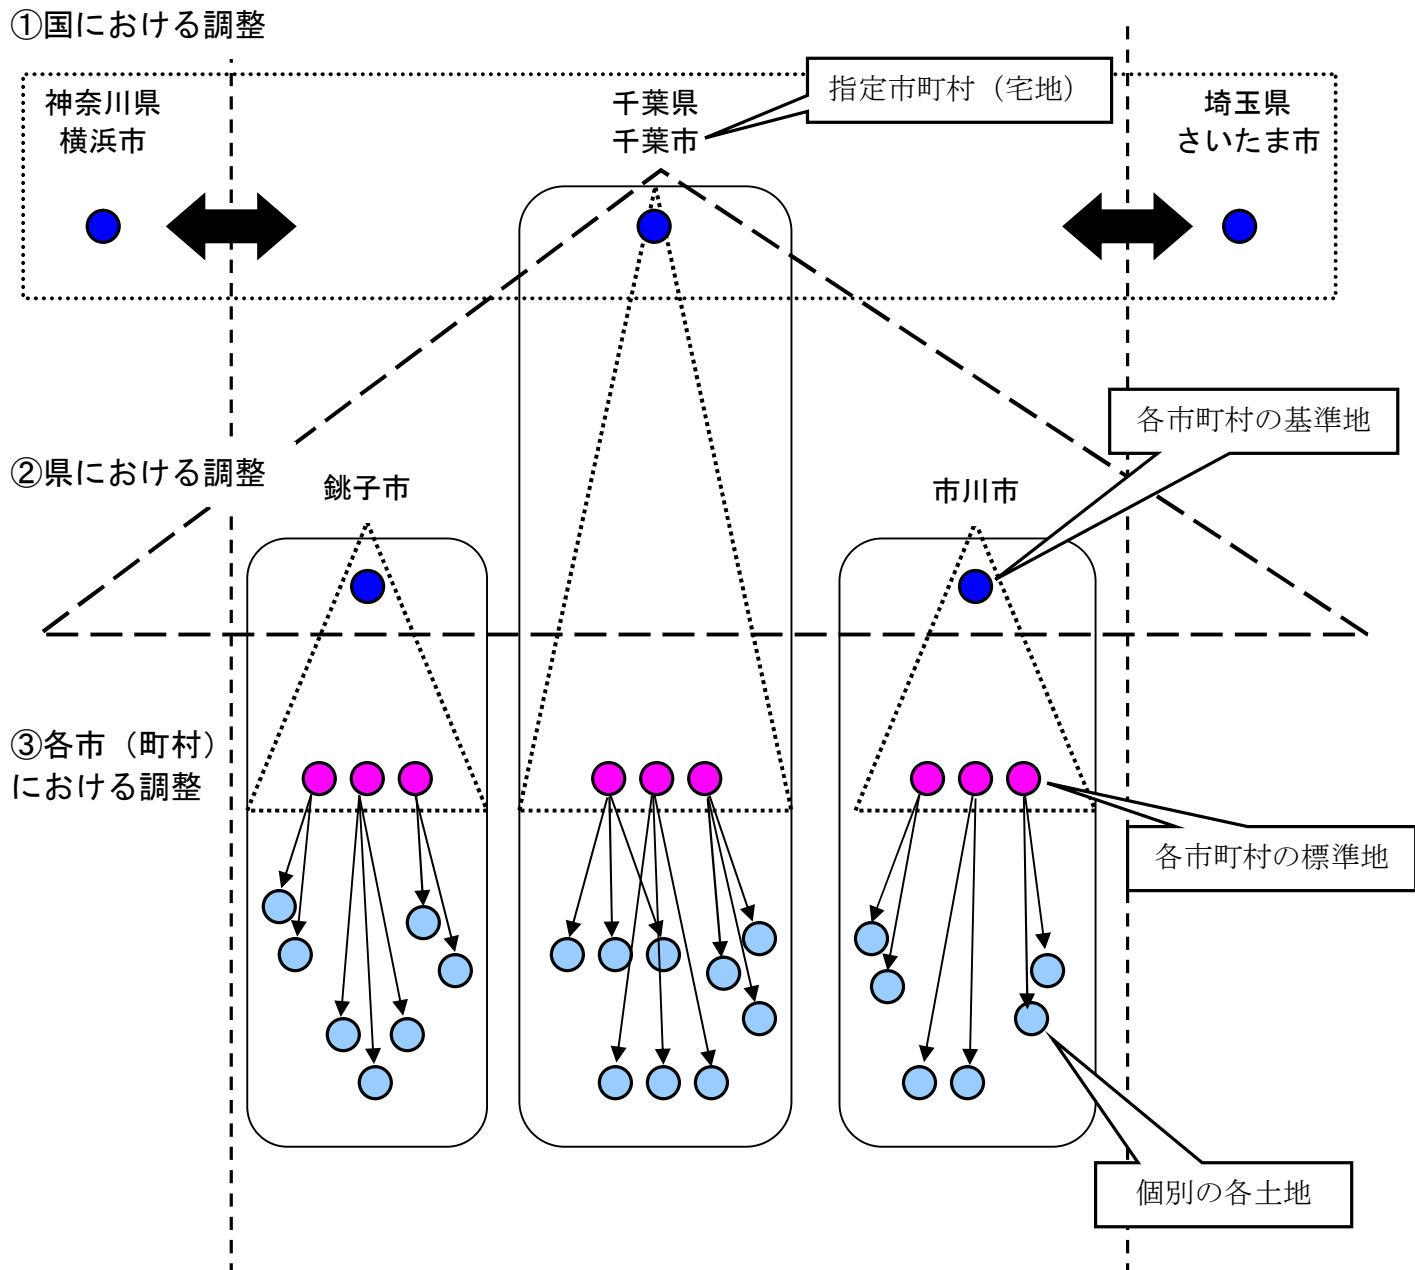 ①国における調整
指定市町村（宅地）
神奈川県
横浜市
千葉県
千葉市
埼玉県
さいたま市
各市町村の基準地
②県における調整
銚子市
市川市
③各市（町村）
における調整
各市町村の標準地
個別の各土地